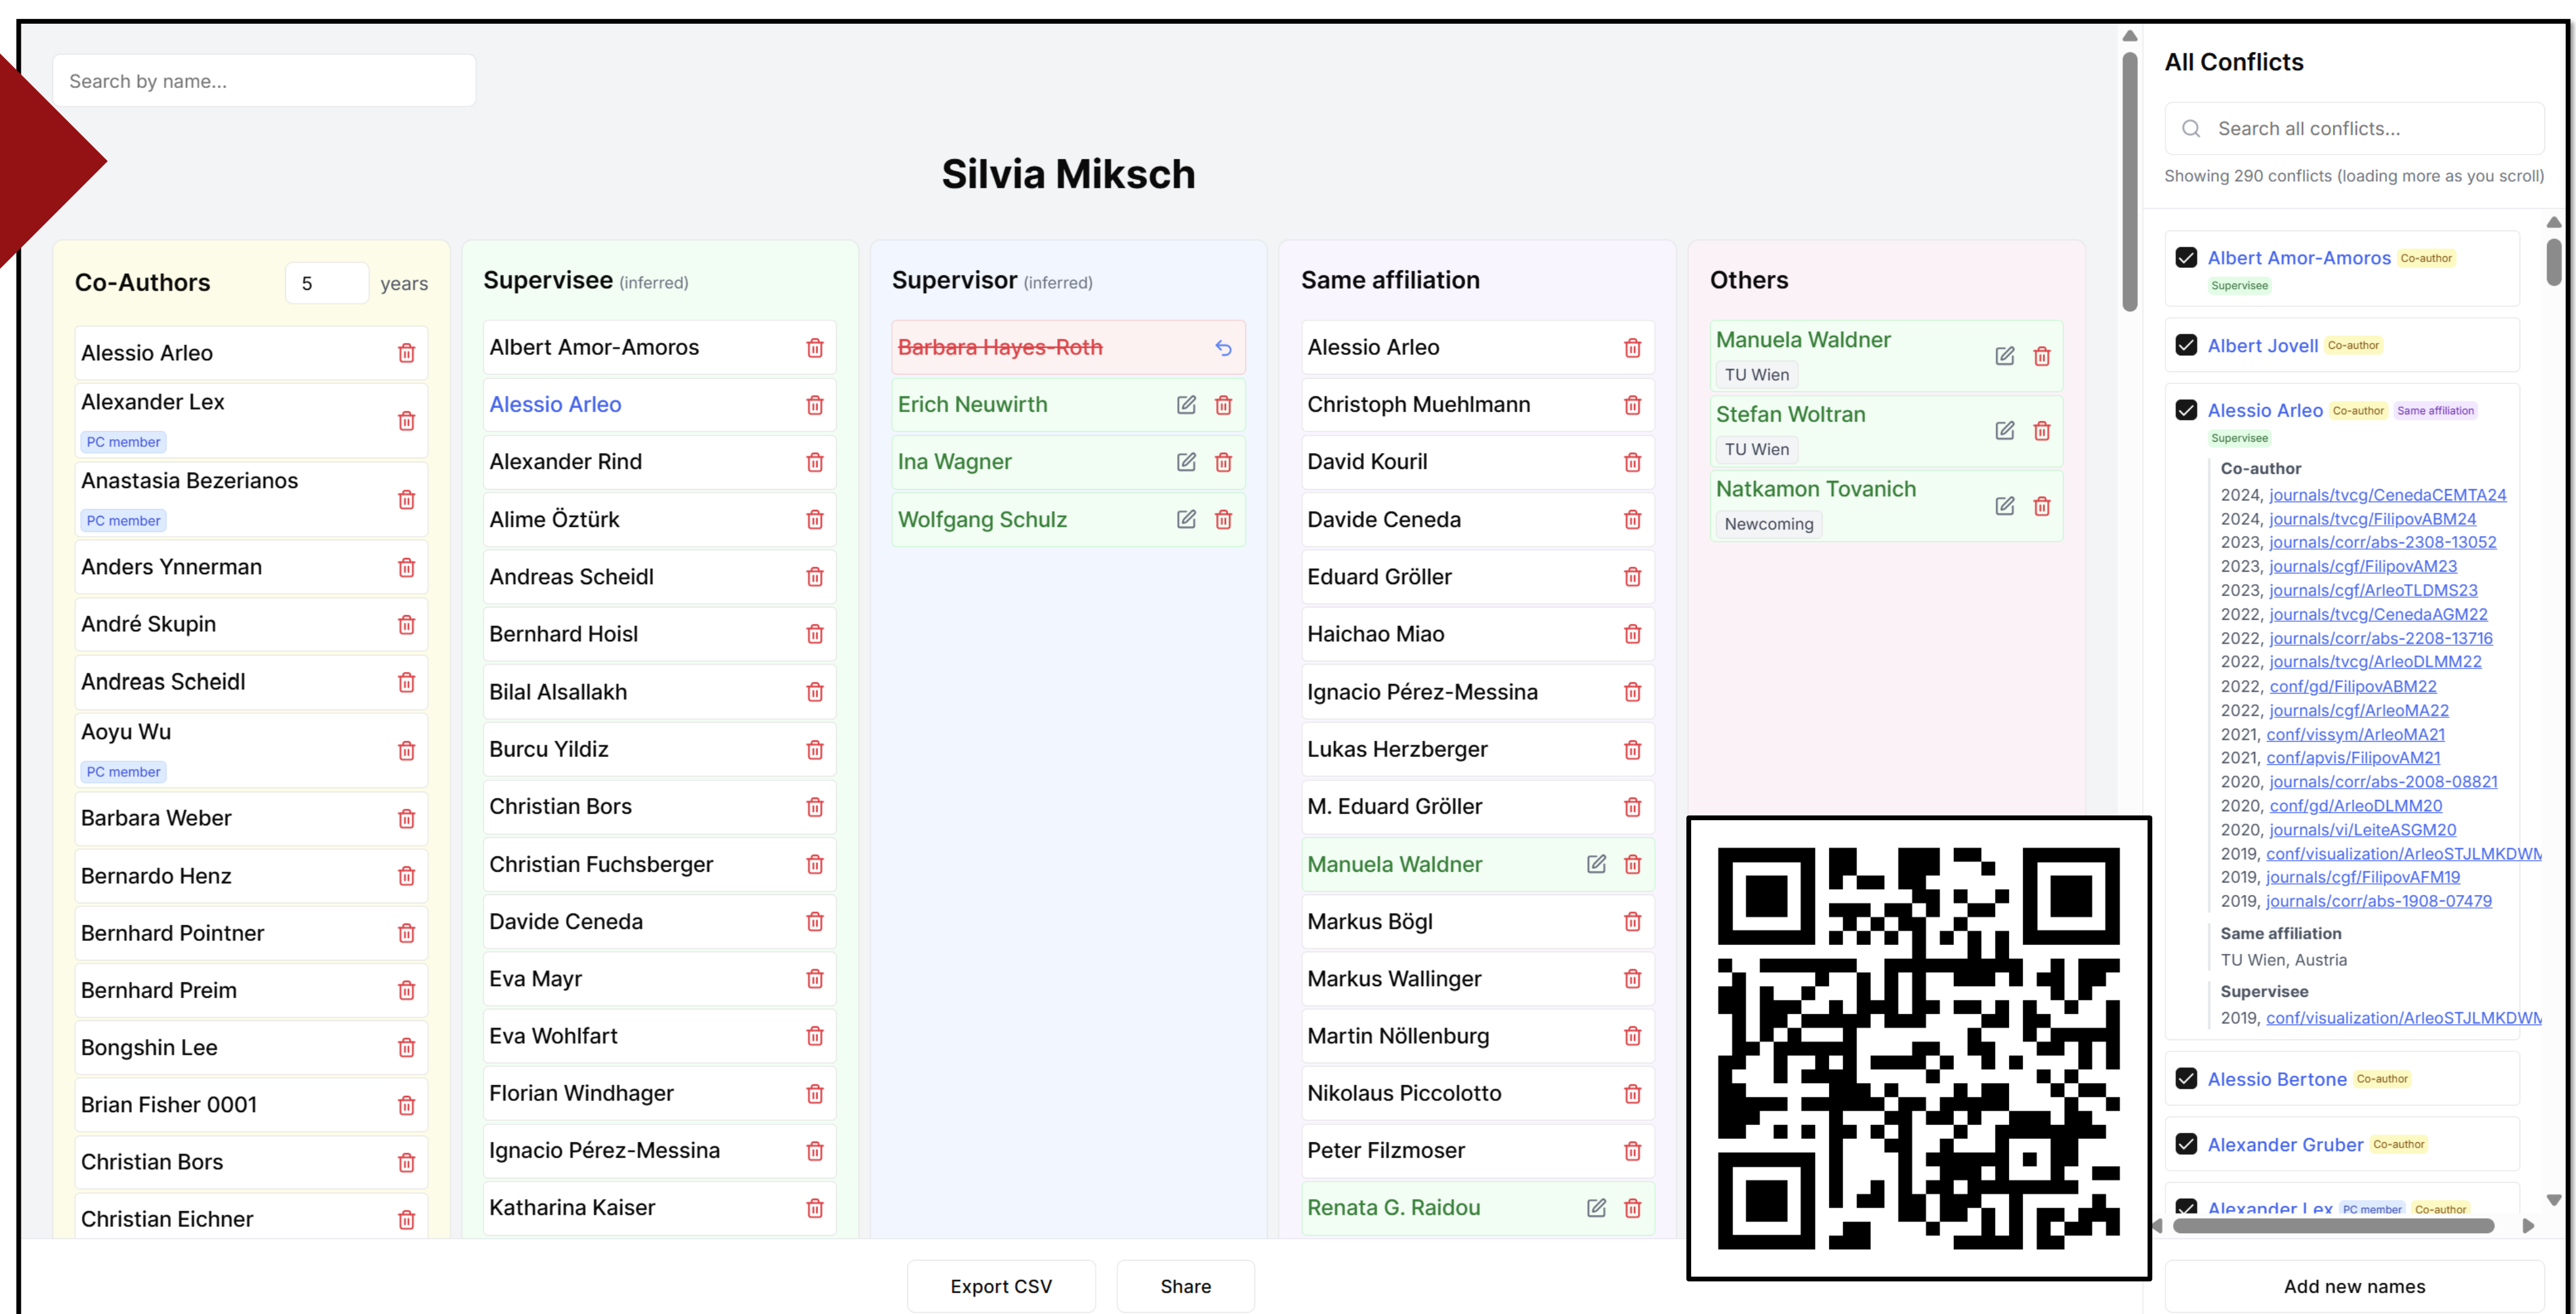 Search by name...
Silvia Miksch
Co-Authors 5 years
Alessio Arleo
Alexander Lex
PC member
Anastasia Bezerianos
PC member
Anders Ynnerman
André Skupin
Andreas Scheidl
Aoyu Wu
PC member
Barbara Weber
Bernardo Henz
Bernhard Pointner
Bernhard Preim
Bongshin Lee
Brian Fisher 0001
Christian Bors
Christian Eichner
Supervisee (inferred)
Albert Amor-Amoros
Alessio Arleo
Alexander Rind
Alime Öztürk
Andreas Scheidl
Bernhard Hoisl
Bilal Alsallakh
Burcu Yildiz
Christian Bors
Christian Fuchsberger
Davide Ceneda
Eva Mayr
Eva Wohlfart
Florian Windhager
Ignacio Pérez-Messina
Katharina Kaiser
Supervisor (inferred)
Barbara Hayes-Roth
Erich Neuwirth
Ina Wagner
Wolfgang Schulz
Same affiliation
Alessio Arleo
Christoph Muehlmann
David Kouril
Davide Ceneda
Eduard Gröller
Haichao Miao
Ignacio Pérez-Messina
Lukas Herzberger
M. Eduard Gröller
Manuela Waldner
Markus Bögl
Markus Wallinger
Martin Nöllenburg
Nikolaus Piccolotto
Peter Filzmoser
Renata G. Raidou
Others
Manuela Waldner
TU Wien
Stefan Woltran
TU Wien
Natkamon Tovanich
Newcoming
Export CSV
Share
All Conflicts
Search all conflicts...
Showing 290 conflicts (loading more as you scroll)
Albert Amor-Amoros Co-author
Supervisee
Albert Jovell Co-author
Alessio Arleo Co-author Same affiliation
Supervisee
Co-author
2024, journals/tvcg/CenedaCEMTA24
2024, journals/tvcg/FilipovABM24
2023, journals/corr/abs-2308-13052
2023, journals/cgf/FilipovAM23
2023, journals/cgf/ArleoTLDMS23
2022, journals/tvcg/CenedaAGM22
2022, journals/corr/abs-2208-13716
2022, journals/tvcg/ArleoDLMM22
2022, conf/gd/FilipovABM22
2022, journals/cgf/ArleoMA22
2021, conf/vissym/ArleoMA21
2021, conf/apvis/FilipovAM21
2020, journals/corr/abs-2008-08821
2020, conf/gd/ArleoDLMM20
2020, journals/vi/LeiteASGM20
2019, conf/visualization/ArleoSTJLMKDWM
2019, journals/cgf/FilipovAFM19
2019, journals/corr/abs-1908-07479
Same affiliation
TU Wien, Austria
Supervisee
2019, conf/visualization/ArleoSTJLMKDWM
Alessio Bertone Co-author
Alexander Gruber Co-author
Alexander Lex PC member Co-author
Add new names